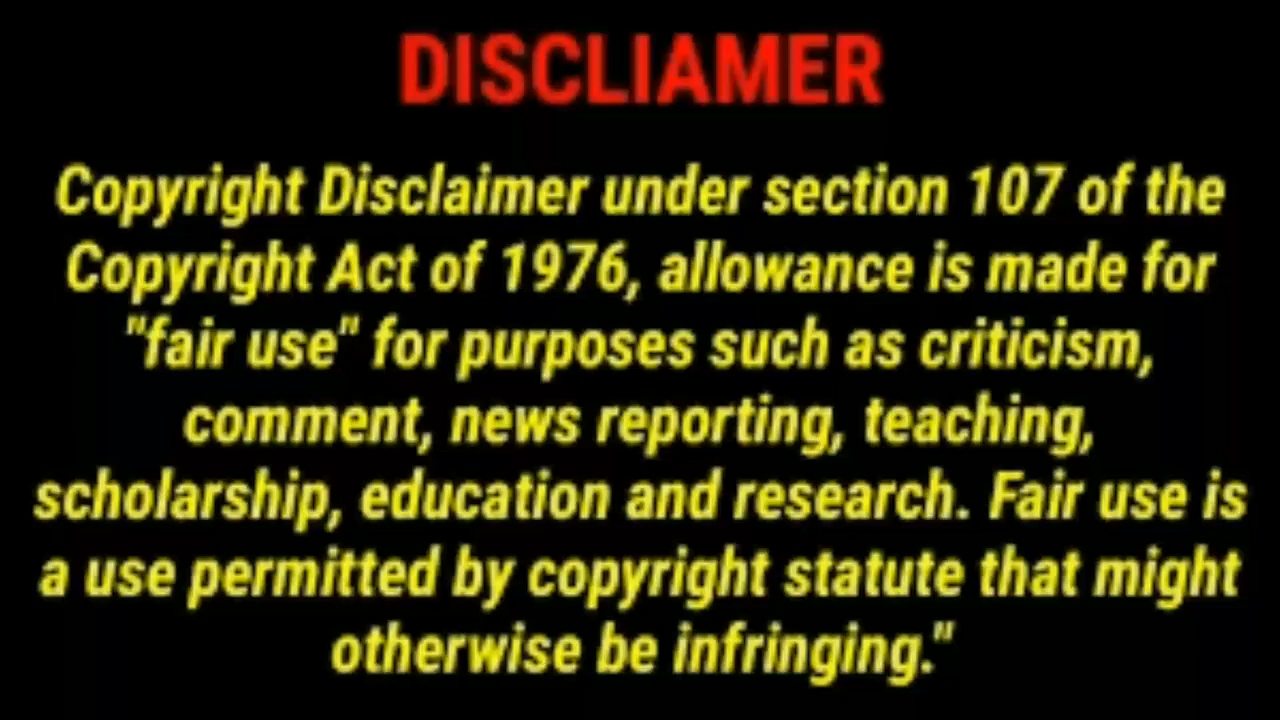 DISCLIAMER
Copyright Disclaimer under section 107 of the
Copyright Act of 1976, allowance is made for
"fair use" for purposes such as criticism,
comment, news reporting, teaching,
scholarship, education and research. Fair use is
a use permitted by copyright statute that might
otherwise be infringing."